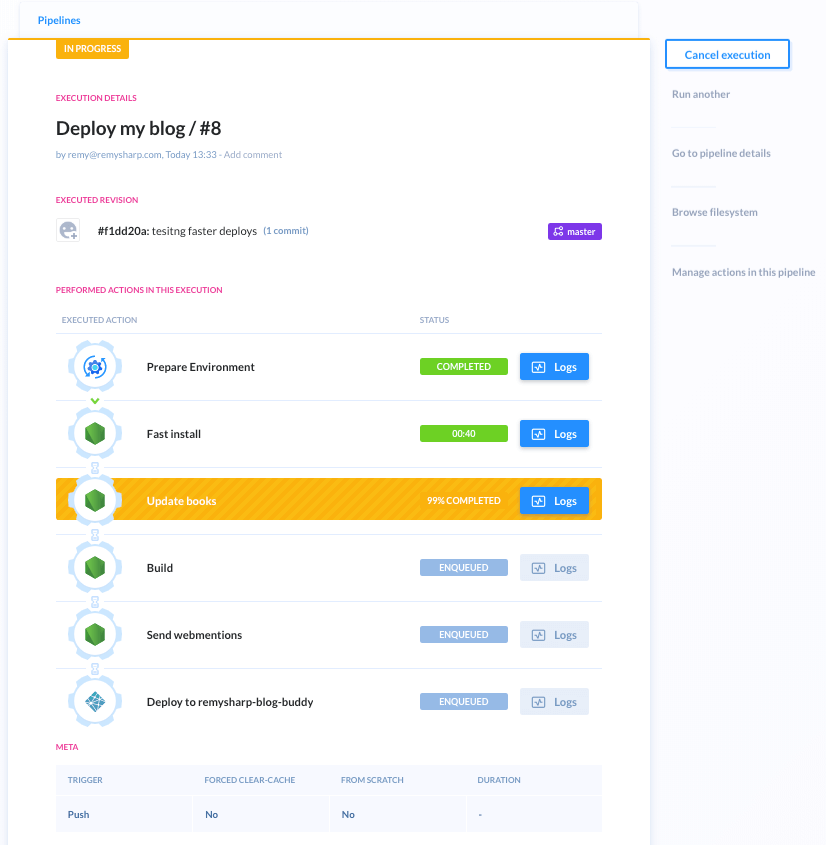 Pipelines
IN PROGRESS
Cancel execution
Run another
Go to pipeline details
Browse filesystem
Manage actions in this pipeline
EXECUTION DETAILS
Deploy my blog / #8
by remy@remysharp.com, Today 13:33 - Add comment
EXECUTED REVISION
#f1dd20a: tesitng faster deploys (1 commit) master
PERFORMED ACTIONS IN THIS EXECUTION
EXECUTED ACTION STATUS
Prepare Environment COMPLETED Logs
Fast install 00:40 Logs
Update books 99% COMPLETED Logs
Build ENQUEUED Logs
Send webmentions ENQUEUED Logs
Deploy to remysharp-blog-buddy ENQUEUED Logs
META
TRIGGER FORCED CLEAR-CACHE FROM SCRATCH DURATION
Push No No -